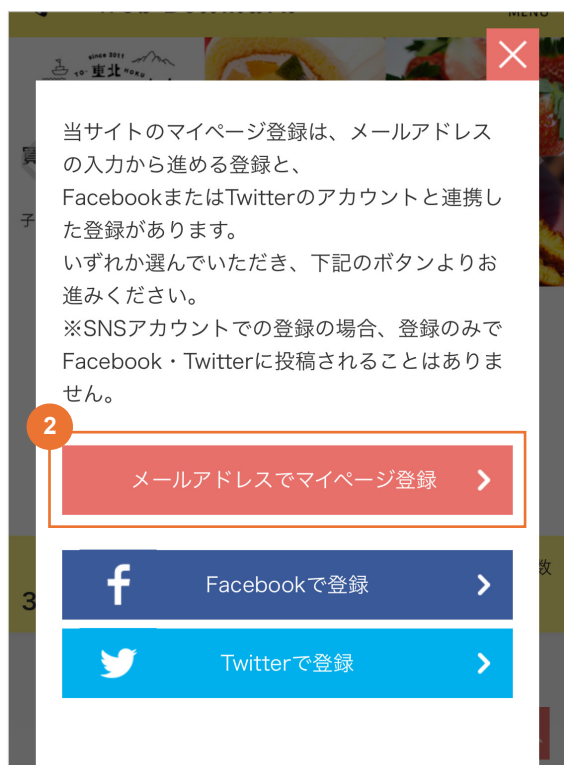 MENU
since 2011
東北
当サイトのマイページ登録は、メールアドレス
の入力から進める登録と、
FacebookまたはTwitterのアカウントと連携し
た登録があります。
いずれか選んでいただき、下記のボタンよりお
進みください。
※SNSアカウントでの登録の場合、登録のみで
Facebook・Twitterに投稿されることはありま
せん。
2
メールアドレスでマイページ登録
Facebookで登録
Twitterで登録
子
数
3